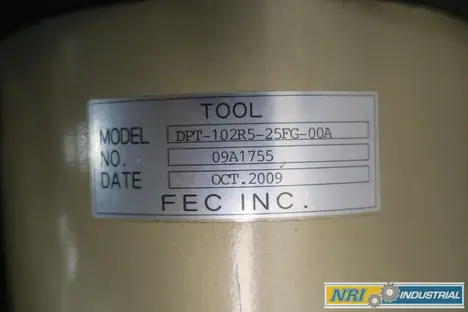 TOOL
MODEL DPT-102R5-25FG-00A
NO. 09A1755
DATE OCT.2009
FEC INC.
NRI INDUSTRIAL